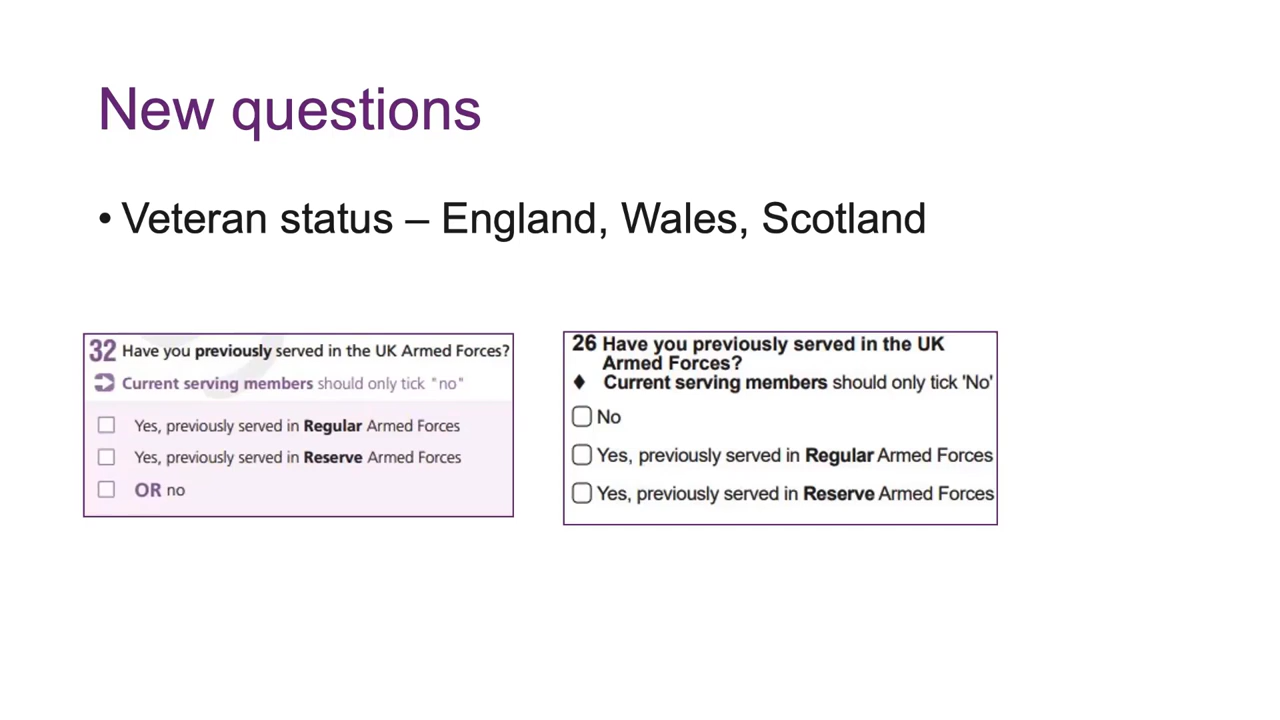 New questions
• Veteran status – England, Wales, Scotland
32 Have you previously served in the UK Armed Forces?
Current serving members should only tick "no"
Yes, previously served in Regular Armed Forces
Yes, previously served in Reserve Armed Forces
OR no
26 Have you previously served in the UK
Armed Forces?
♦ Current serving members should only tick 'No'
No
Yes, previously served in Regular Armed Forces
Yes, previously served in Reserve Armed Forces